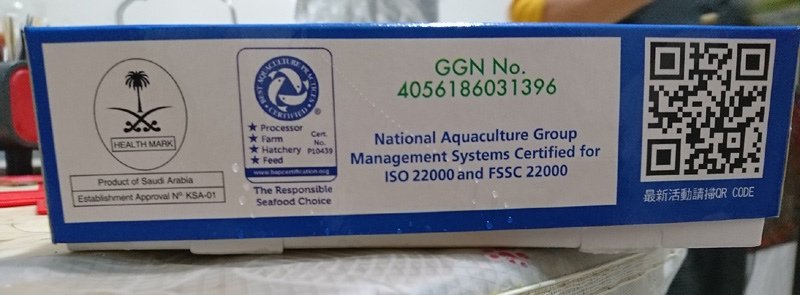 HEALTH MARK
Product of Saudi Arabia
Establishment Approval Nº KSA-01
BEST AQUACULTURE PRACTICES
CERTIFIED
®
★ Processor
★ Farm
★ Hatchery
★ Feed
Cert.
No.
P10439
www.bapcertification.org
The Responsible
Seafood Choice
GGN No.
4056186031396
National Aquaculture Group
Management Systems Certified for
ISO 22000 and FSSC 22000
最新活動請掃QR CODE